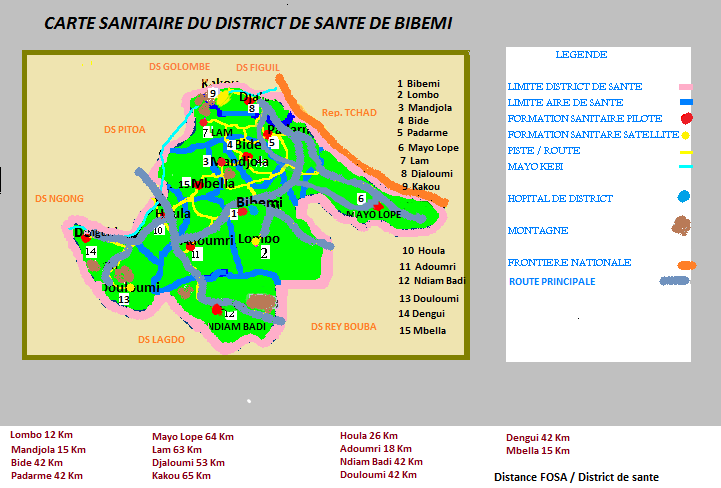 CARTE SANITAIRE DU DISTRICT DE SANTE DE BIBEMI
DS GOLOMBE
DS FIGUIL
Rep. TCHAD
DS PITOA
DS NGONG
DS LAGDO
DS REY BOUBA
Kakou
9
8
7 LAM
4 Bide
5
3 Mandjola
15 Mbella
6
MAYO LOPE
Bibemi
1
Houla
10
Adoumri
11
Lompo
2
14
Douloumi
13
12
NDIAM BADI
1 Bibemi
2 Lombo
3 Mandjola
4 Bide
5 Padarme
6 Mayo Lope
7 Lam
8 Djaloumi
9 Kakou
10 Houla
11 Adoumri
12 Ndiam Badi
13 Douloumi
14 Dengui
15 Mbella
LEGENDE
LIMITE DISTRICT DE SANTE
LIMITE AIRE DE SANTE
FORMATION SANITAIRE PILOTE
FORMATION SANITAIRE SATELLITE
PISTE / ROUTE
MAYO KEBI
HOPITAL DE DISTRICT
MONTAGNE
FRONTIERE NATIONALE
ROUTE PRINCIPALE
Lombo 12 Km
Mandjola 15 Km
Bide 42 Km
Padarme 42 Km
Mayo Lope 64 Km
Lam 63 Km
Djaloumi 53 Km
Kakou 65 Km
Houla 26 Km
Adoumri 18 Km
Ndiam Badi 42 Km
Douloumi 42 Km
Dengui 42 Km
Mbella 15 Km
Distance FOSA / District de sante